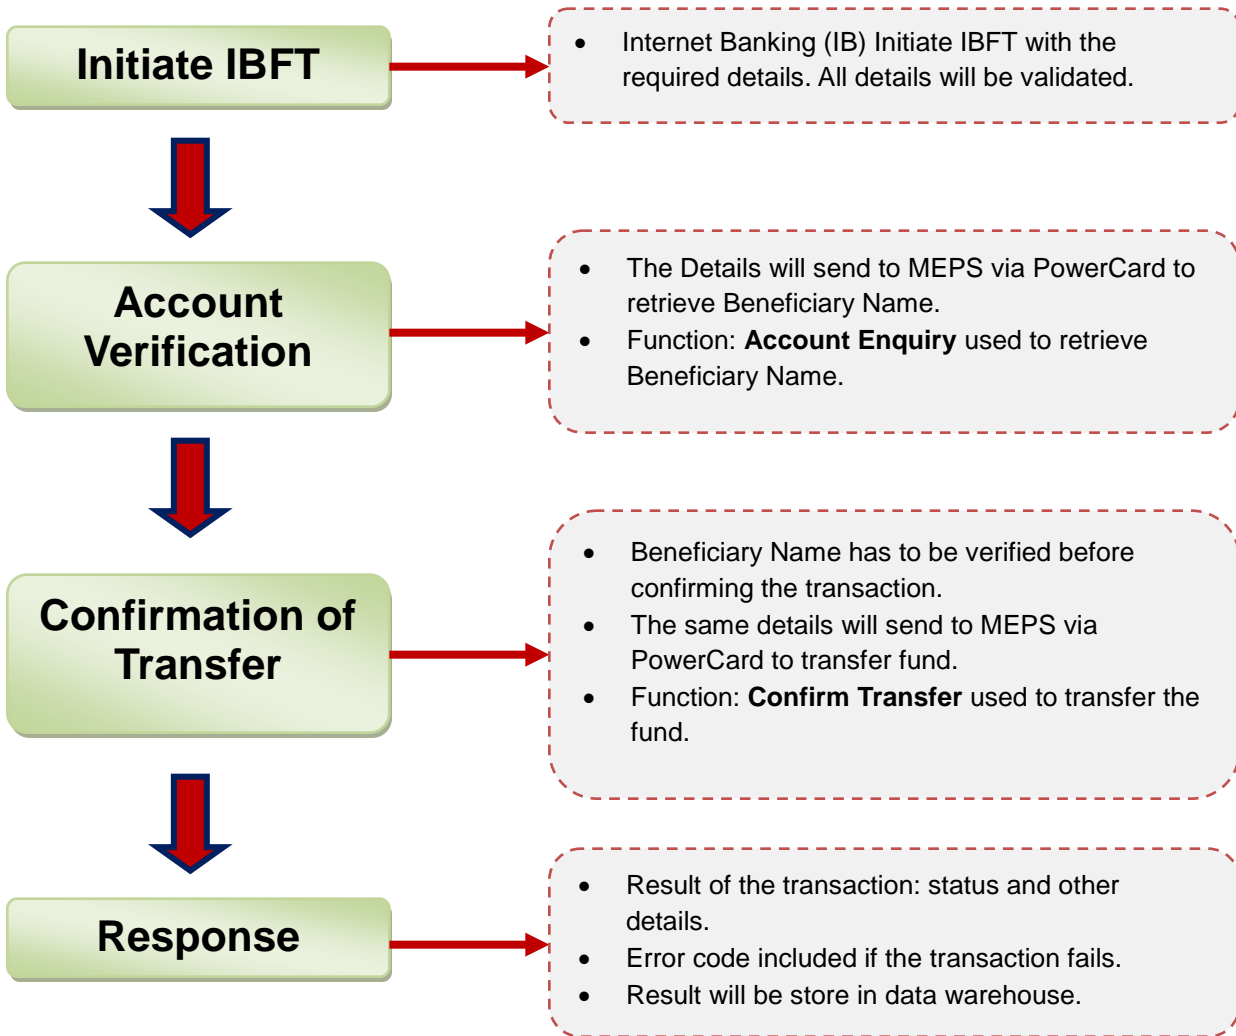 Initiate IBFT
• Internet Banking (IB) Initiate IBFT with the
required details. All details will be validated.
Account
Verification
• The Details will send to MEPS via PowerCard to
retrieve Beneficiary Name.
• Function: Account Enquiry used to retrieve
Beneficiary Name.
Confirmation of
Transfer
• Beneficiary Name has to be verified before
confirming the transaction.
• The same details will send to MEPS via
PowerCard to transfer fund.
• Function: Confirm Transfer used to transfer the
fund.
Response
• Result of the transaction: status and other
details.
• Error code included if the transaction fails.
• Result will be store in data warehouse.